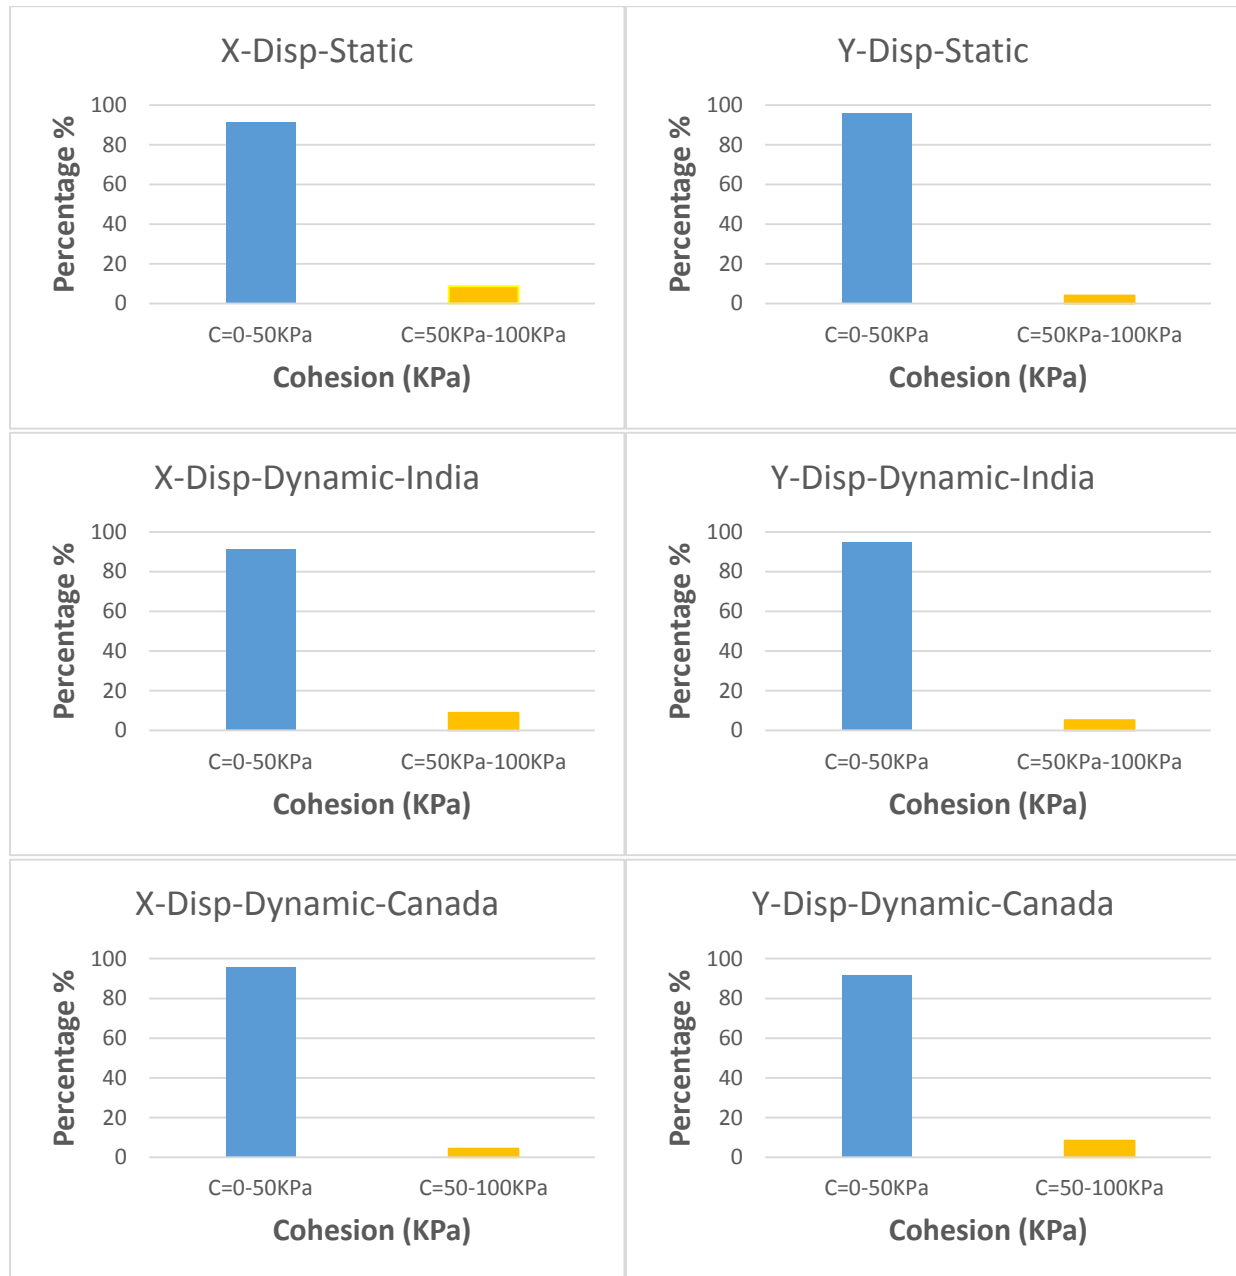 X-Disp-Static
Percentage %
100
80
60
40
20
0
C=0-50KPa C=50KPa-100KPa
Cohesion (KPa)
Y-Disp-Static
Percentage %
100
80
60
40
20
0
C=0-50KPa C=50KPa-100KPa
Cohesion (KPa)
X-Disp-Dynamic-India
Percentage %
100
80
60
40
20
0
C=0-50KPa C=50KPa-100KPa
Cohesion (KPa)
Y-Disp-Dynamic-India
Percentage %
100
80
60
40
20
0
C=0-50KPa C=50KPa-100KPa
Cohesion (KPa)
X-Disp-Dynamic-Canada
Percentage %
100
80
60
40
20
0
C=0-50KPa C=50-100KPa
Cohesion (KPa)
Y-Disp-Dynamic-Canada
Percentage %
100
80
60
40
20
0
C=0-50KPa C=50-100KPa
Cohesion (KPa)